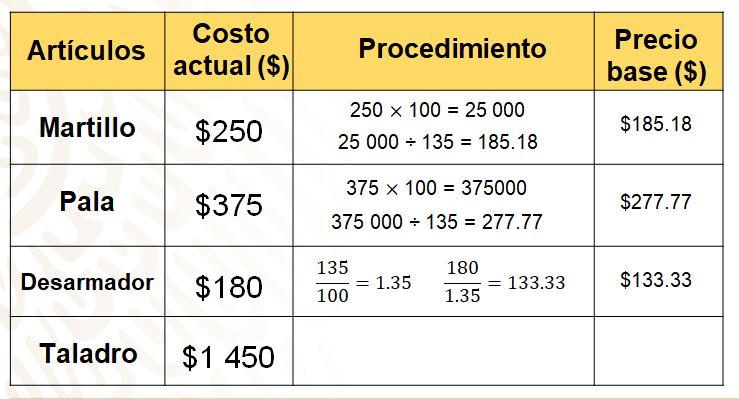 Artículos Costo actual ($) Procedimiento Precio base ($)
Martillo $250 250 × 100 = 25 000 $185.18
25 000 ÷ 135 = 185.18
Pala $375 375 × 100 = 375000 $277.77
375 000 ÷ 135 = 277.77
Desarmador $180 135/100 = 1.35 180/1.35 = 133.33 $133.33
Taladro $1 450